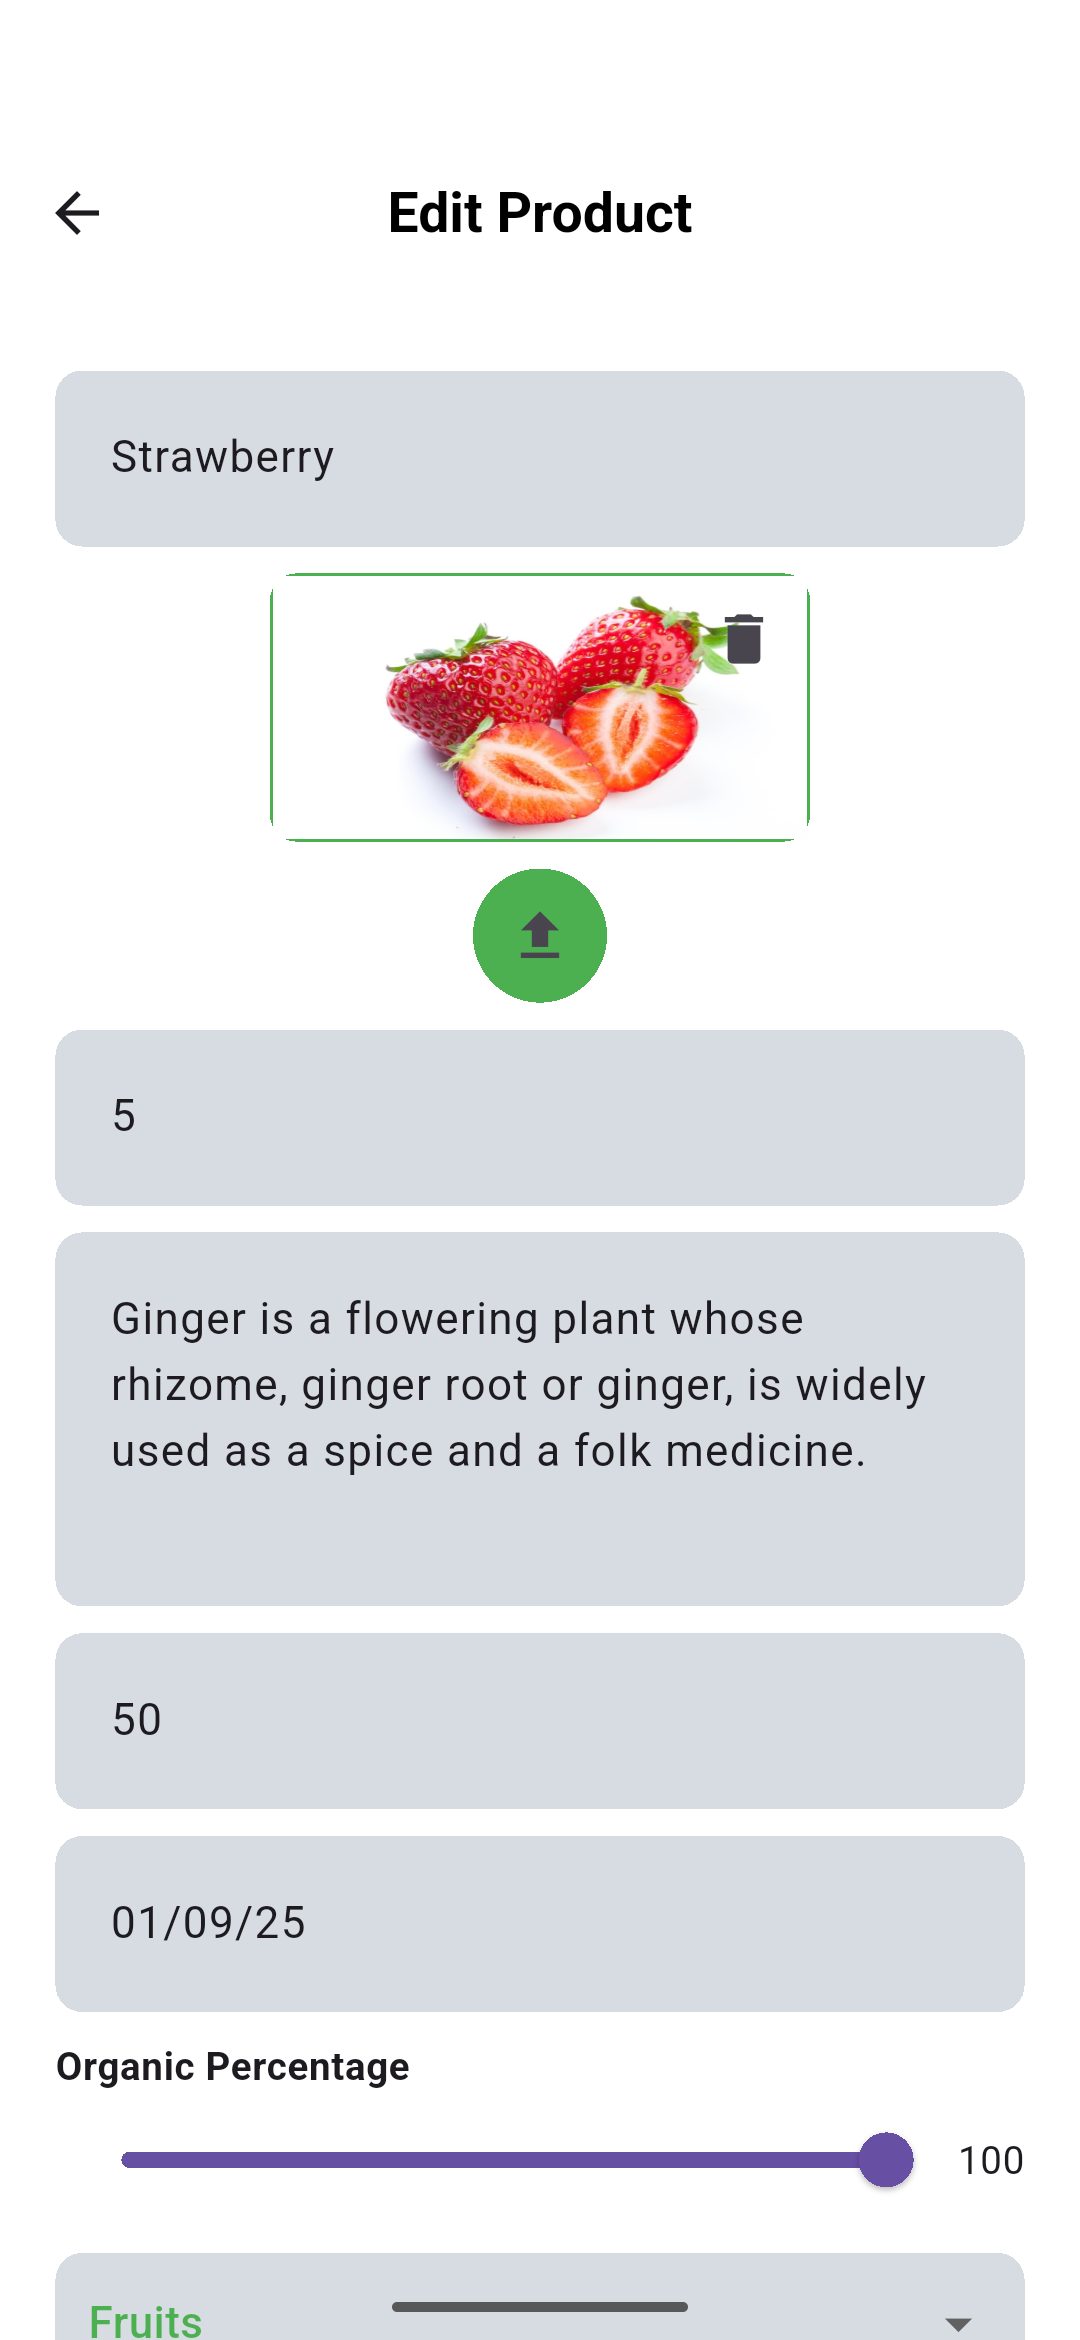 Edit Product
Strawberry
5
Ginger is a flowering plant whose
rhizome, ginger root or ginger, is widely
used as a spice and a folk medicine.
50
01/09/25
Organic Percentage
100
Fruits